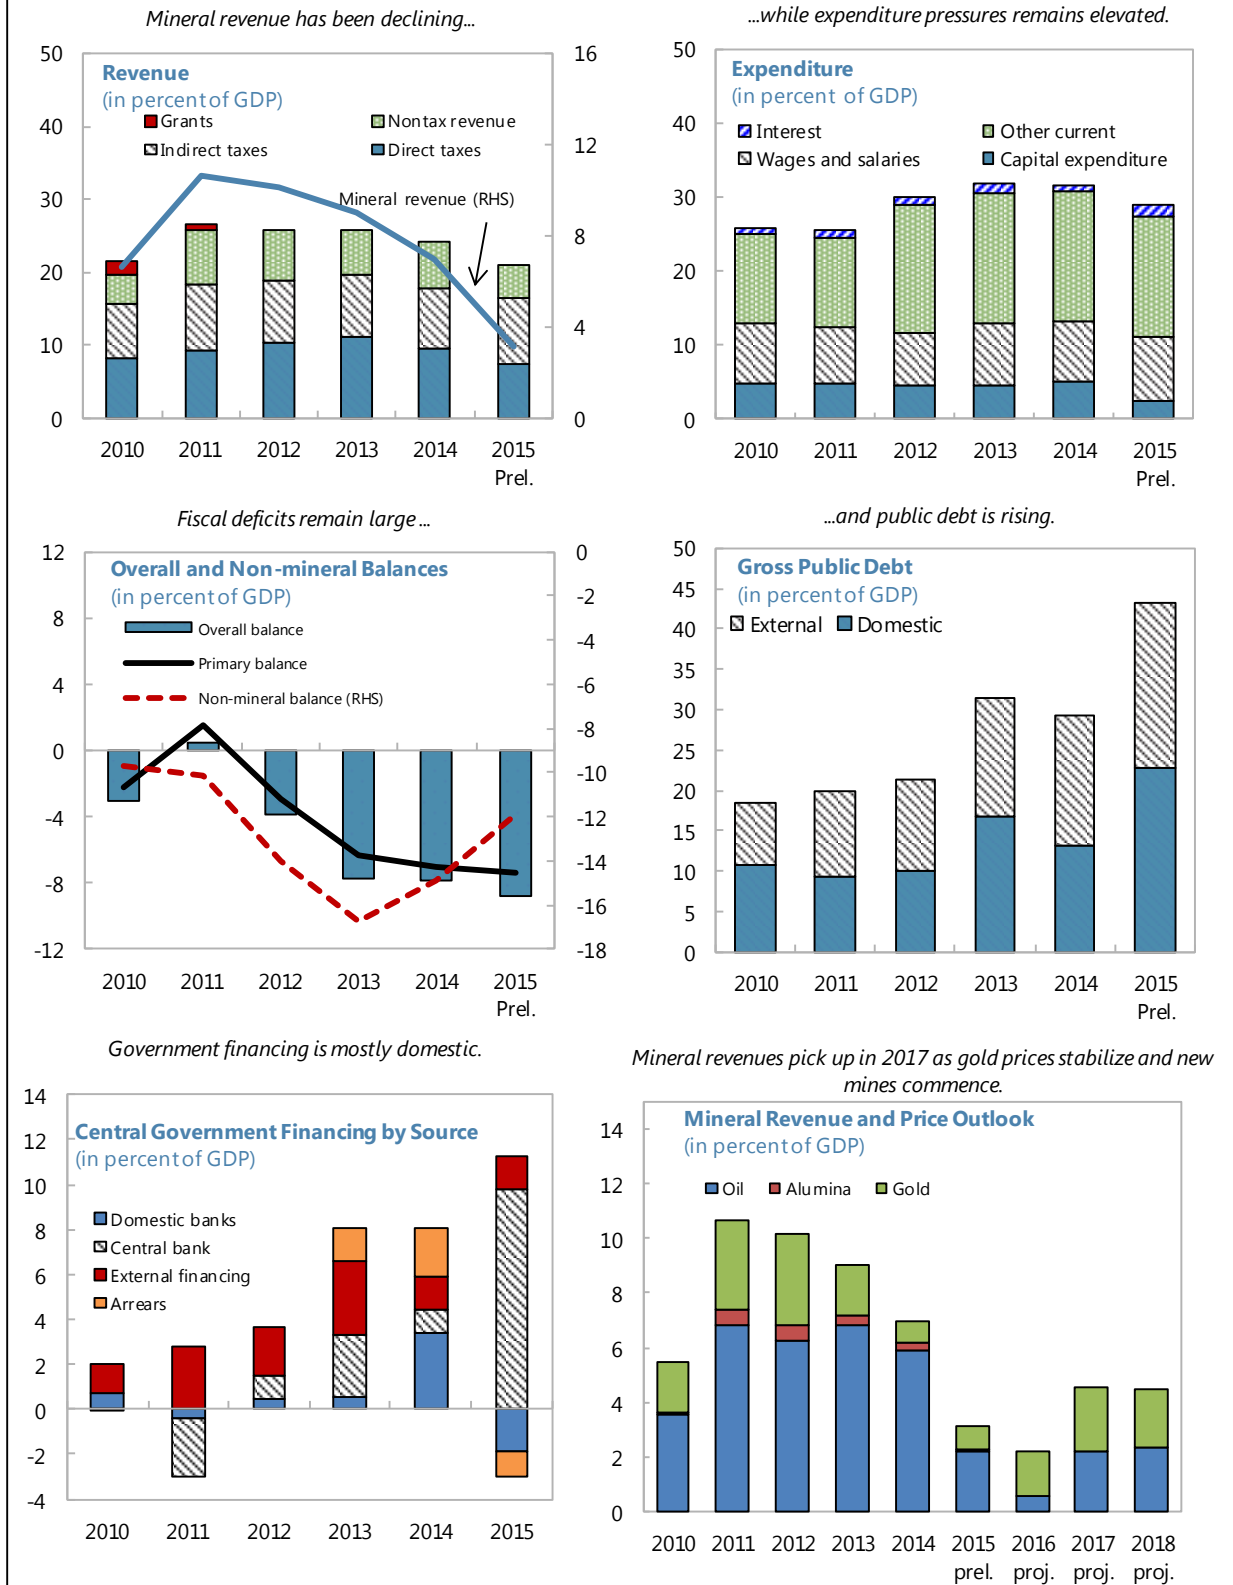 Mineral revenue has been declining...
50
40
30
20
10
0
16
12
8
4
0
Revenue
(in percent of GDP)
Grants
Nontax revenue
Indirect taxes
Direct taxes
Mineral revenue (RHS)
2010 2011 2012 2013 2014 2015
Prel.
...while expenditure pressures remains elevated.
50
40
30
20
10
0
Expenditure
(in percent of GDP)
Interest
Other current
Wages and salaries
Capital expenditure
2010 2011 2012 2013 2014 2015
Prel.
Fiscal deficits remain large ...
12
8
4
0
-4
-8
-12
0
-2
-4
-6
-8
-10
-12
-14
-16
-18
Overall and Non-mineral Balances
(in percent of GDP)
Overall balance
Primary balance
Non-mineral balance (RHS)
2010 2011 2012 2013 2014 2015
Prel.
...and public debt is rising.
50
45
40
35
30
25
20
15
10
5
0
Gross Public Debt
(in percent of GDP)
External
Domestic
2010 2011 2012 2013 2014 2015
Prel.
Government financing is mostly domestic.
14
12
10
8
6
4
2
0
-2
-4
Central Government Financing by Source
(in percent of GDP)
Domestic banks
Central bank
External financing
Arrears
2010 2011 2012 2013 2014 2015
Mineral revenues pick up in 2017 as gold prices stabilize and new
mines commence.
14
12
10
8
6
4
2
0
Mineral Revenue and Price Outlook
(in percent of GDP)
Oil
Alumina
Gold
2010 2011 2012 2013 2014 2015 2016 2017 2018
prel. proj. proj. proj.